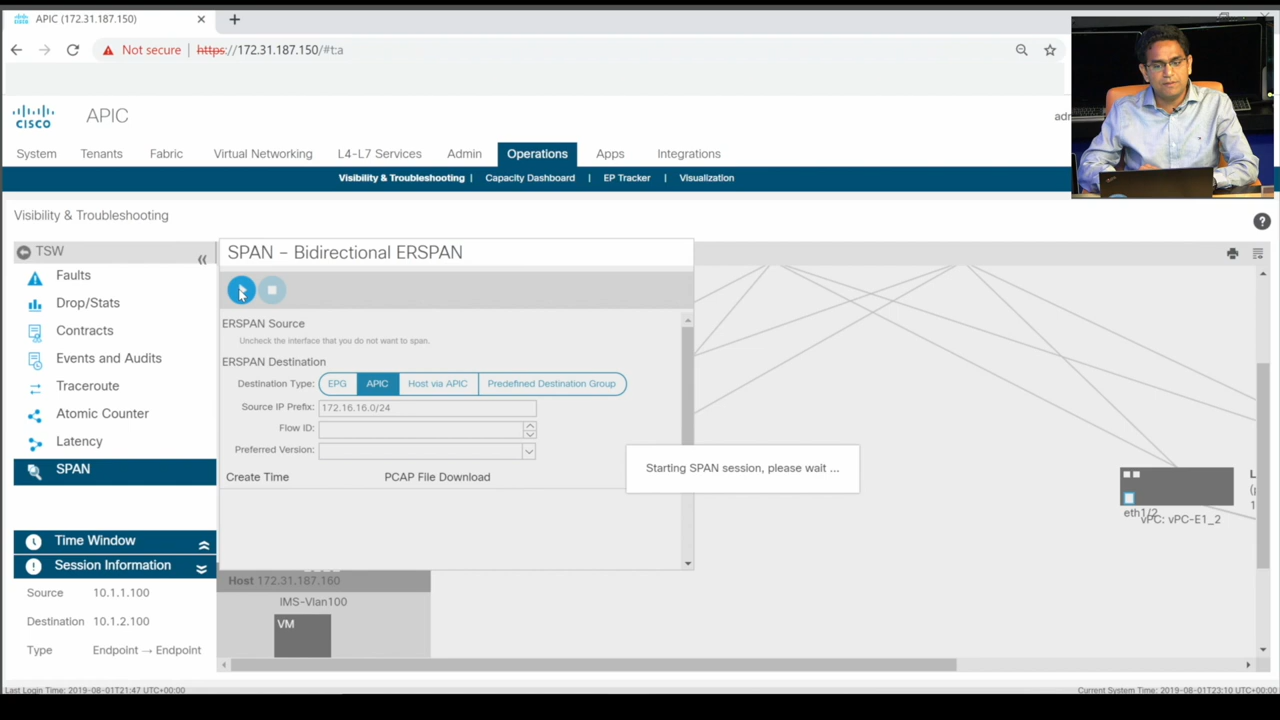 APIC (172.31.187.150)
Not secure | https://172.31.187.150/#t:a
CISCO
APIC
System
Tenants
Fabric
Virtual Networking
L4-L7 Services
Admin
Operations
Apps
Integrations
Visibility & Troubleshooting |
Capacity Dashboard |
EP Tracker |
Visualization
Visibility & Troubleshooting
TSW
Faults
Drop/Stats
Contracts
Events and Audits
Traceroute
Atomic Counter
Latency
SPAN
Time Window
Session Information
Source 10.1.1.100
Destination 10.1.2.100
Type Endpoint → Endpoint
SPAN – Bidirectional ERSPAN
ERSPAN Source
Uncheck the interface that you do not want to span.
ERSPAN Destination
Destination Type: EPG APIC Host via APIC Predefined Destination Group
Source IP Prefix: 172.16.16.0/24
Flow ID:
Preferred Version:
Create Time PCAP File Download
Starting SPAN session, please wait ...
Host 172.31.187.160
IMS-Vlan100
VM
eth1/2
vPC: vPC-E1_2
Last Login Time: 2019-08-01T21:47 UTC+00:00
Current System Time: 2019-08-01T23:10 UTC+00:00